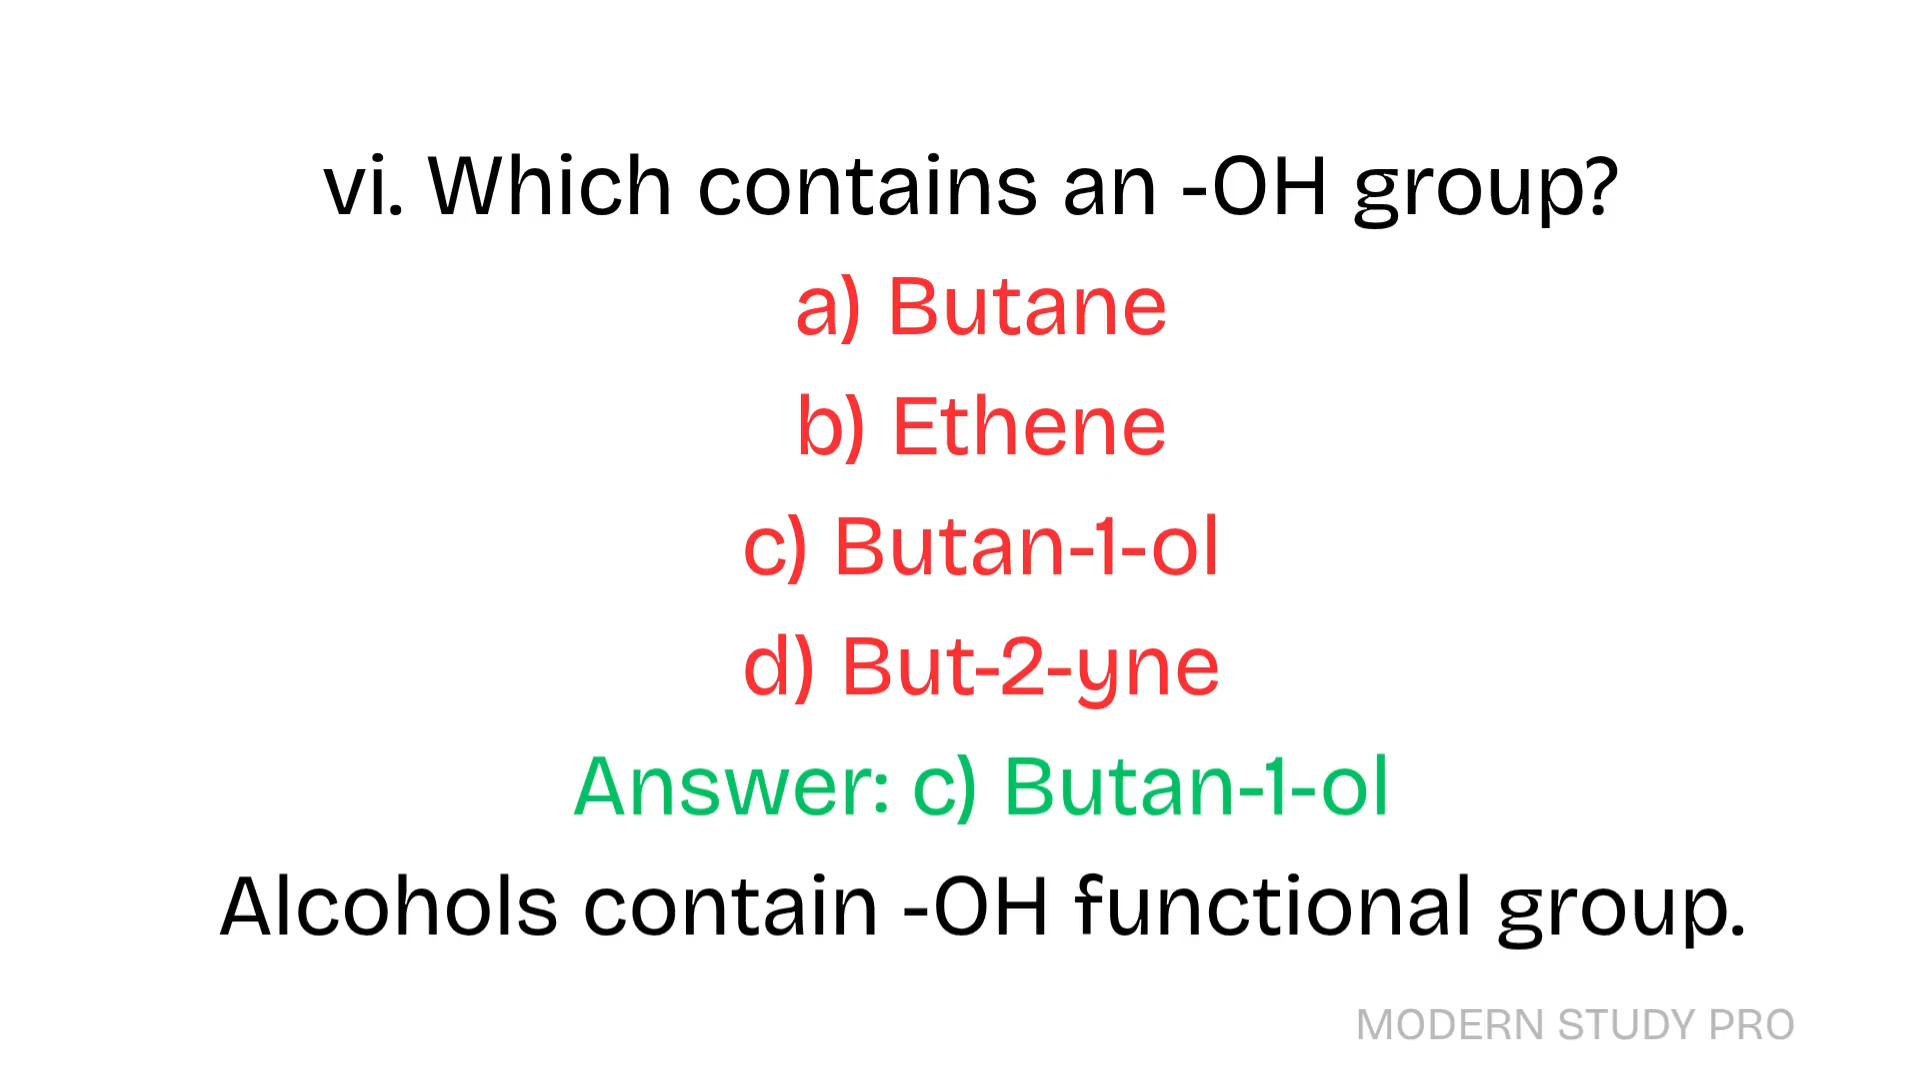 vi. Which contains an -OH group?
a) Butane
b) Ethene
c) Butan-1-ol
d) But-2-yne
Answer: c) Butan-1-ol
Alcohols contain -OH functional group.
MODERN STUDY PRO